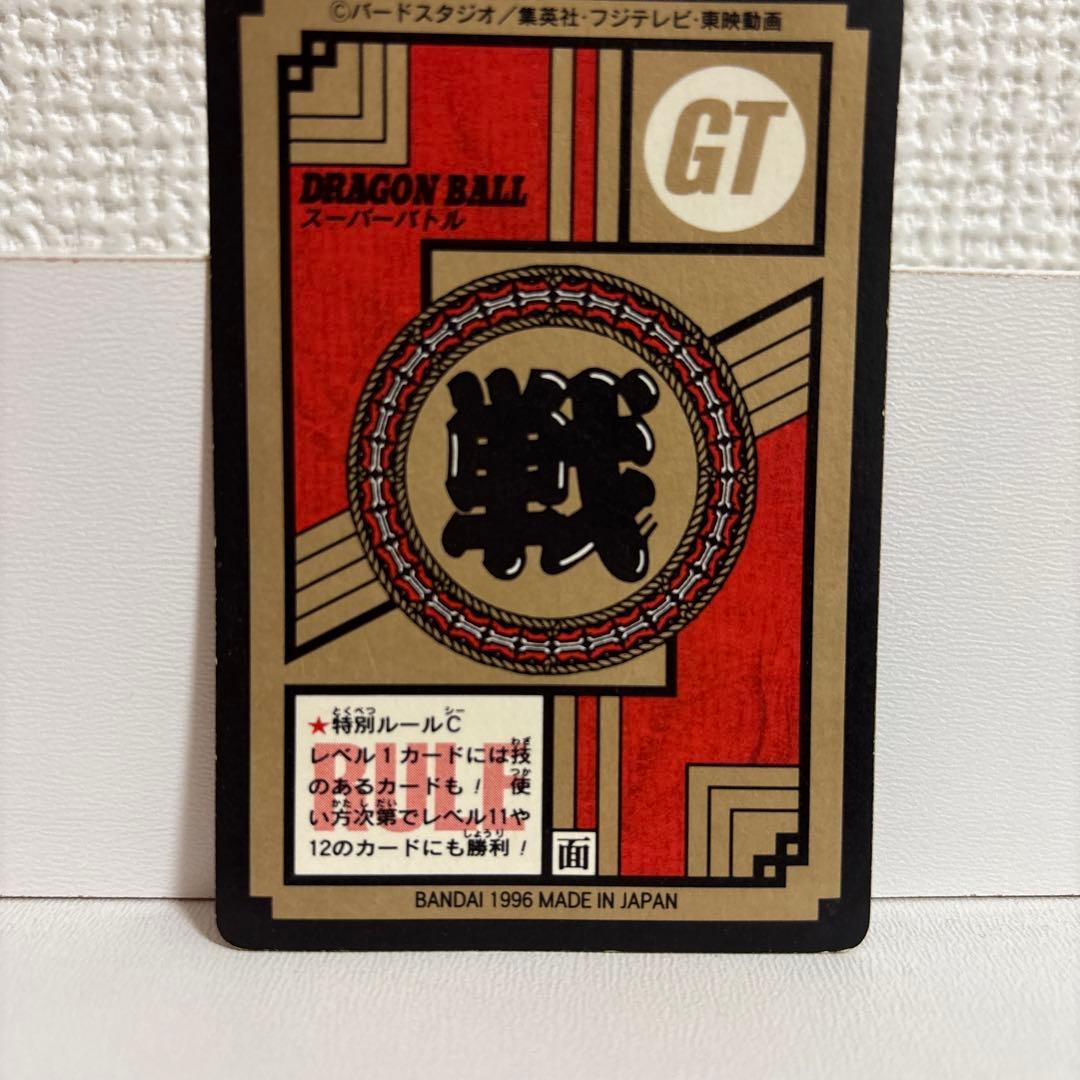 ©バードスタジオ／集英社・フジテレビ・東映動画
GT
DRAGON BALL
スーパーバトル
戦
RULE
★特別ルールC
とくべつ シー
レベル1カードには技
わざ
のあるカードも！ 使
つか
い方次第でレベル11や
かた しだい
12のカードにも勝利！
しょうり
面
BANDAI 1996 MADE IN JAPAN